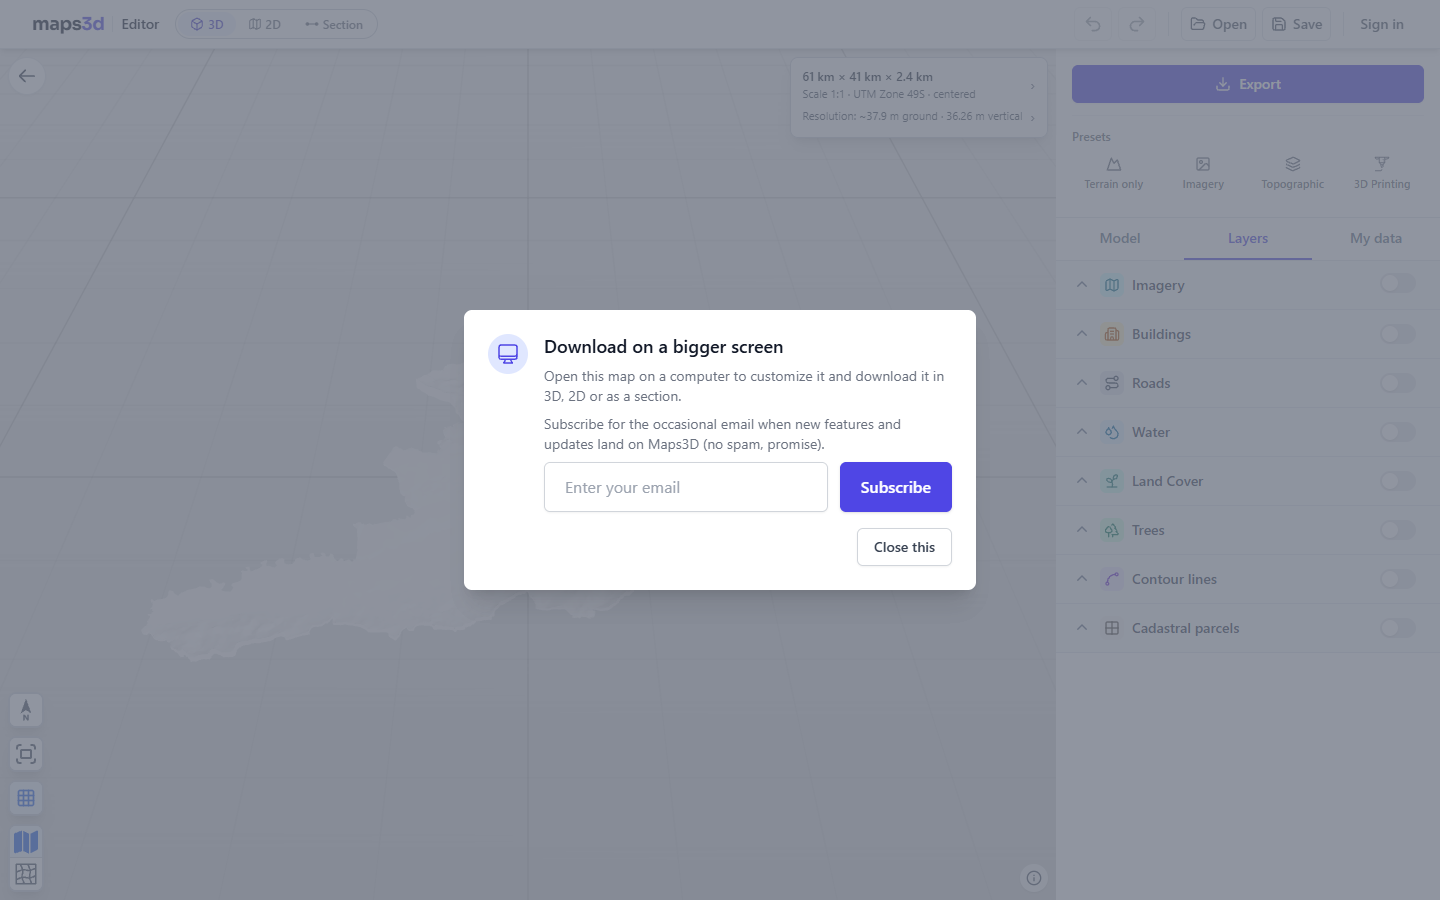 maps3d Editor 3D 2D Section Open Save Sign in
61 km × 41 km × 2.4 km
Scale 1:1 · UTM Zone 49S · centered
Resolution: ~37.9 m ground · 36.26 m vertical
Export
Presets
Terrain only Imagery Topographic 3D Printing
Model Layers My data
Imagery
Buildings
Roads
Water
Land Cover
Trees
Contour lines
Cadastral parcels
Download on a bigger screen
Open this map on a computer to customize it and download it in
3D, 2D or as a section.
Subscribe for the occasional email when new features and
updates land on Maps3D (no spam, promise).
Enter your email Subscribe
Close this
N